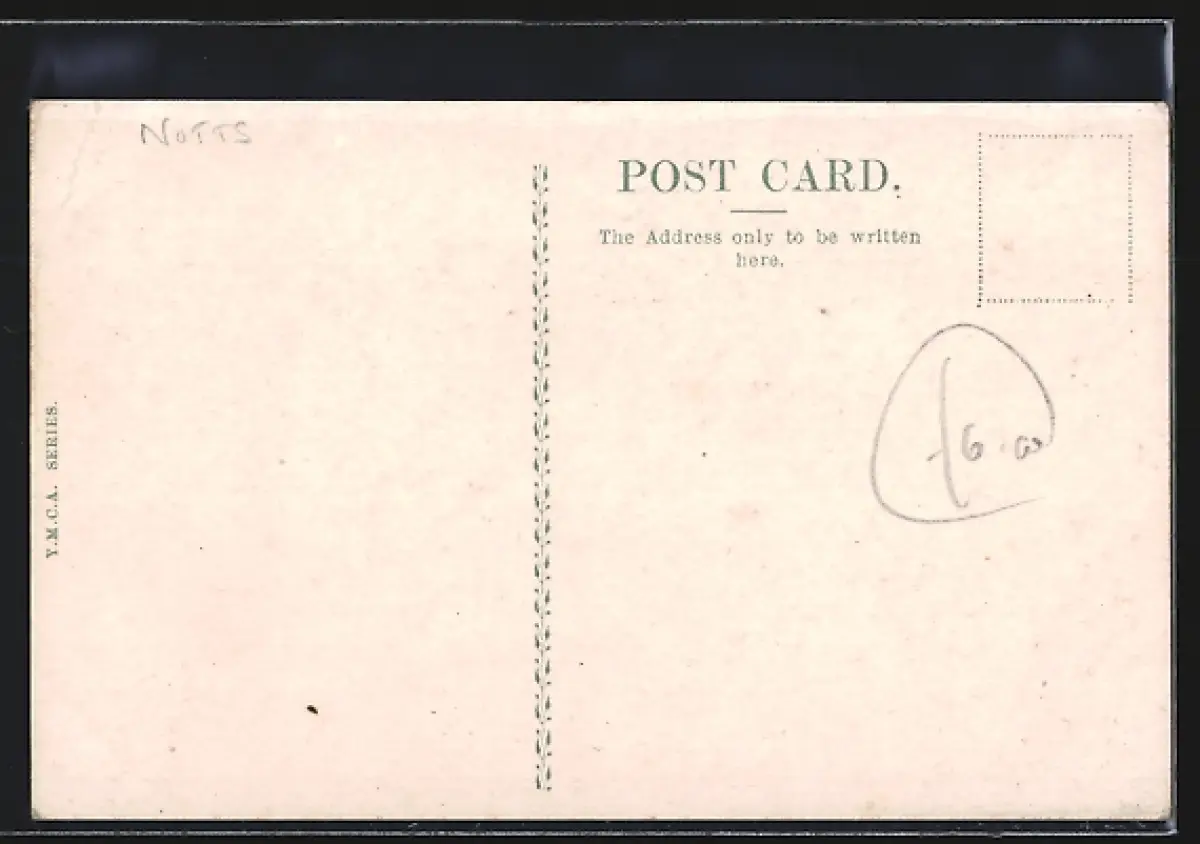 NOTTS
POST CARD.
The Address only to be written
here.
£6.00
Y.M.C.A. SERIES.